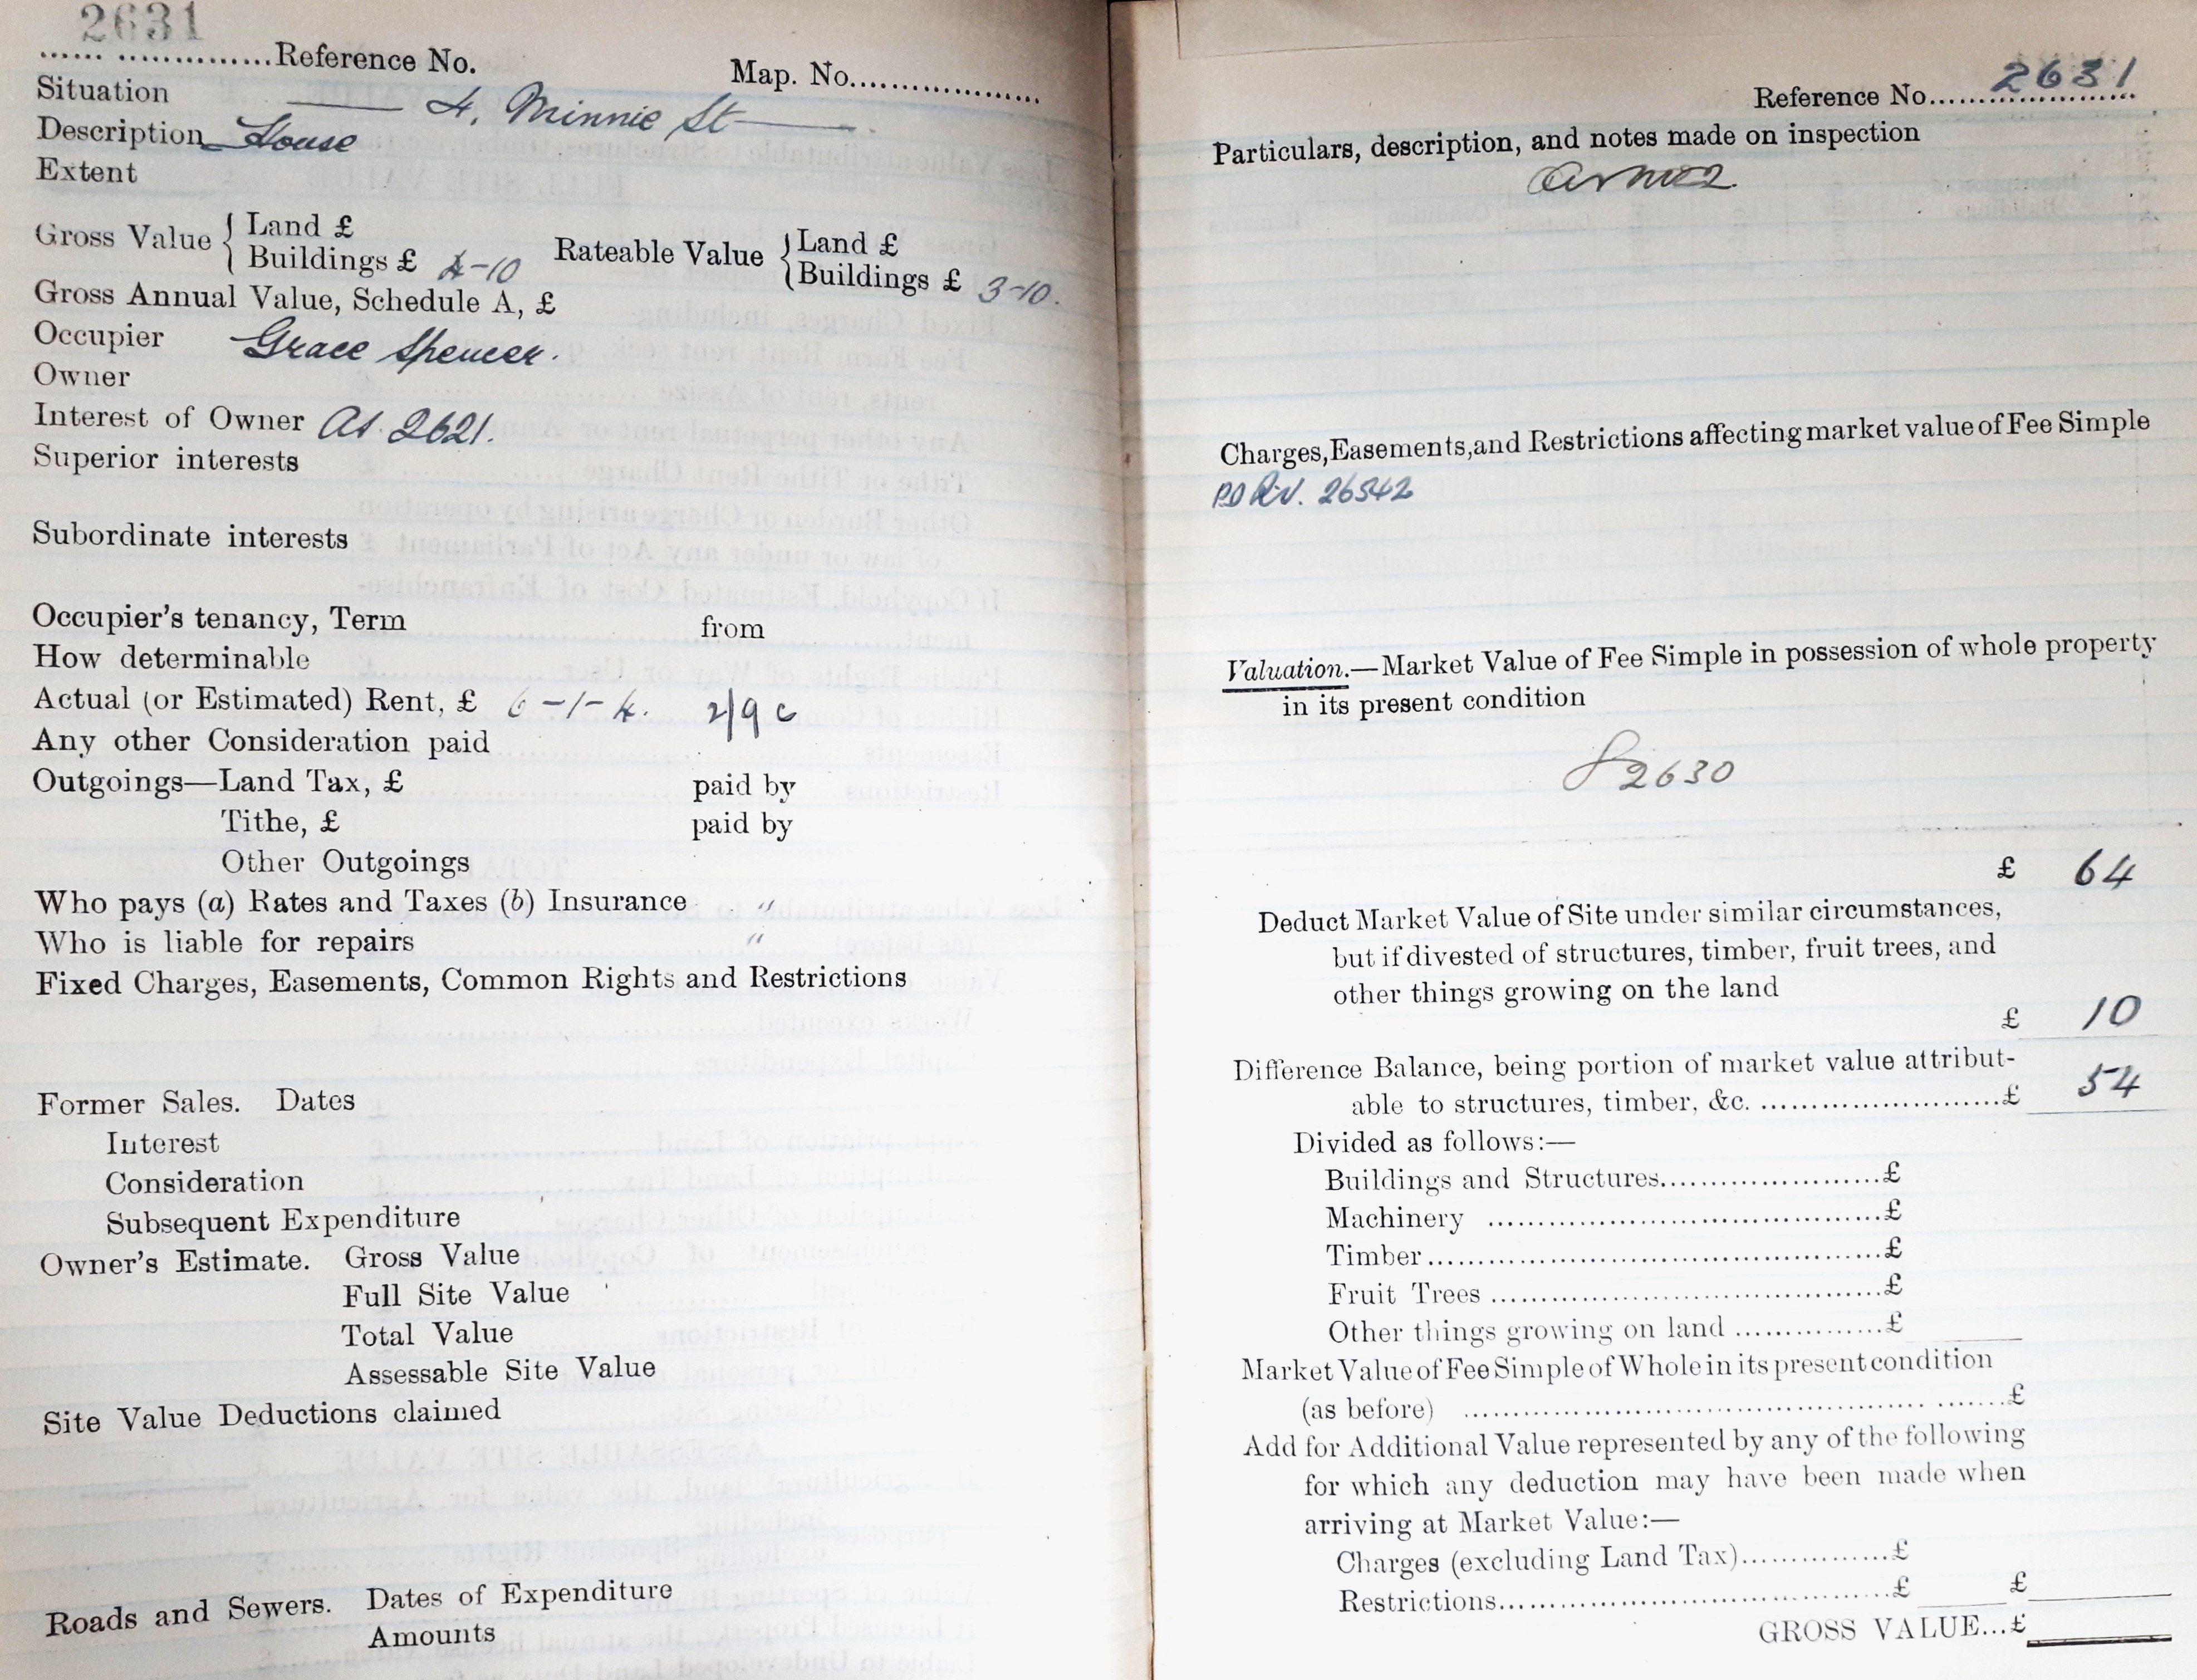 2631
...... ...............Reference No.
Map. No....................
Situation 4, Minnie St
Description House
Extent
Gross Value { Land £
Buildings £ 4-10
Rateable Value { Land £
Buildings £ 3-10.
Gross Annual Value, Schedule A, £
Occupier Grace Spencer.
Owner
Interest of Owner As. 2621.
Superior interests
Subordinate interests
Occupier's tenancy, Term from
How determinable
Actual (or Estimated) Rent, £ 6-1-4. 2/9 c
Any other Consideration paid
Outgoings—Land Tax, £ paid by
Tithe, £ paid by
Other Outgoings
Who pays (a) Rates and Taxes (b) Insurance "
Who is liable for repairs "
Fixed Charges, Easements, Common Rights and Restrictions
Former Sales. Dates
Interest
Consideration
Subsequent Expenditure
Owner's Estimate. Gross Value
Full Site Value
Total Value
Assessable Site Value
Site Value Deductions claimed
Roads and Sewers. Dates of Expenditure
Amounts
Reference No.....2631
Particulars, description, and notes made on inspection
Charges, Easements, and Restrictions affecting market value of Fee Simple
26542
Valuation.—Market Value of Fee Simple in possession of whole property
in its present condition
2630
£ 64
Deduct Market Value of Site under similar circumstances,
but if divested of structures, timber, fruit trees, and
other things growing on the land
£ 10
Difference Balance, being portion of market value attribut-
able to structures, timber, &c. ..........................£ 54
Divided as follows:—
Buildings and Structures.......................£
Machinery .........................................£
Timber................................................£
Fruit Trees .........................................£
Other things growing on land ...............£
Market Value of Fee Simple of Whole in its present condition
(as before) .......................................................£
Add for Additional Value represented by any of the following
for which any deduction may have been made when
arriving at Market Value:—
Charges (excluding Land Tax)...............£
Restrictions..........................................£ £
GROSS VALUE...£